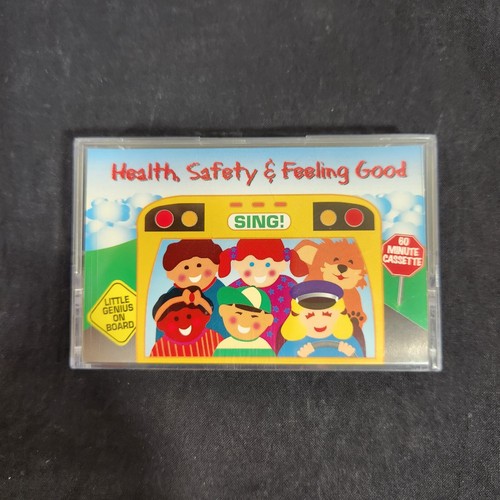 Health, Safety & Feeling Good
SING!
60
MINUTE
CASSETTE
LITTLE
GENIUS
ON
BOARD